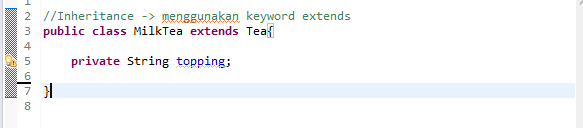 1
2 //Inheritance -> menggunakan keyword extends
3 public class MilkTea extends Tea{
4
5 private String topping;
6
7 }
8